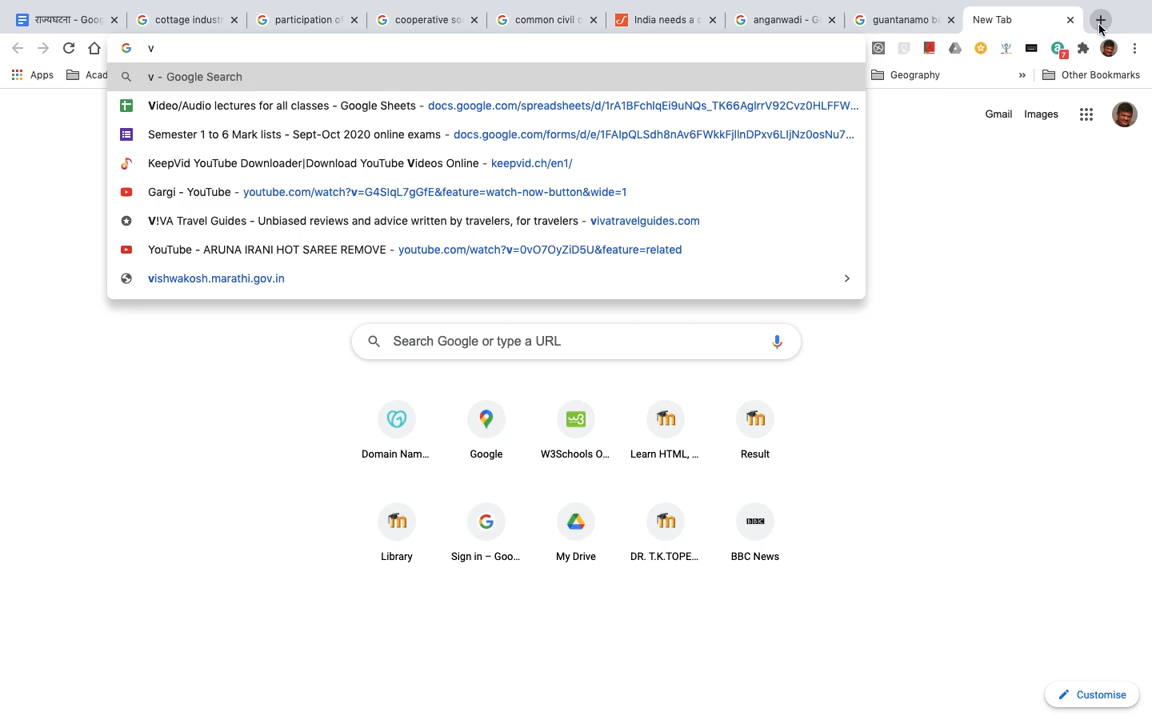 राज्यघटना - Goog
cottage industr
participation of
cooperative so
common civil c
India needs a c
anganwadi - G
guantanamo b
New Tab
v
7
Apps
Acad
Geography
»
Other Bookmarks
v - Google Search
Video/Audio lectures for all classes - Google Sheets - docs.google.com/spreadsheets/d/1rA1BFchlqEi9uNQs_TK66AglrrV92Cvz0HLFFW...
Semester 1 to 6 Mark lists - Sept-Oct 2020 online exams - docs.google.com/forms/d/e/1FAIpQLSdh8nAv6FWkkFjIlnDPxv6LIjNz0osNu7...
KeepVid YouTube Downloader|Download YouTube Videos Online - keepvid.ch/en1/
Gargi - YouTube - youtube.com/watch?v=G4SIqL7gGfE&feature=watch-now-button&wide=1
V!VA Travel Guides - Unbiased reviews and advice written by travelers, for travelers - vivatravelguides.com
YouTube - ARUNA IRANI HOT SAREE REMOVE - youtube.com/watch?v=0vO7OyZiD5U&feature=related
vishwakosh.marathi.gov.in
Gmail Images
Search Google or type a URL
Domain Nam...
Google
W3Schools O...
Learn HTML, ...
Result
Library
Sign in – Goo...
My Drive
DR. T.K.TOPE...
BBC News
Customise